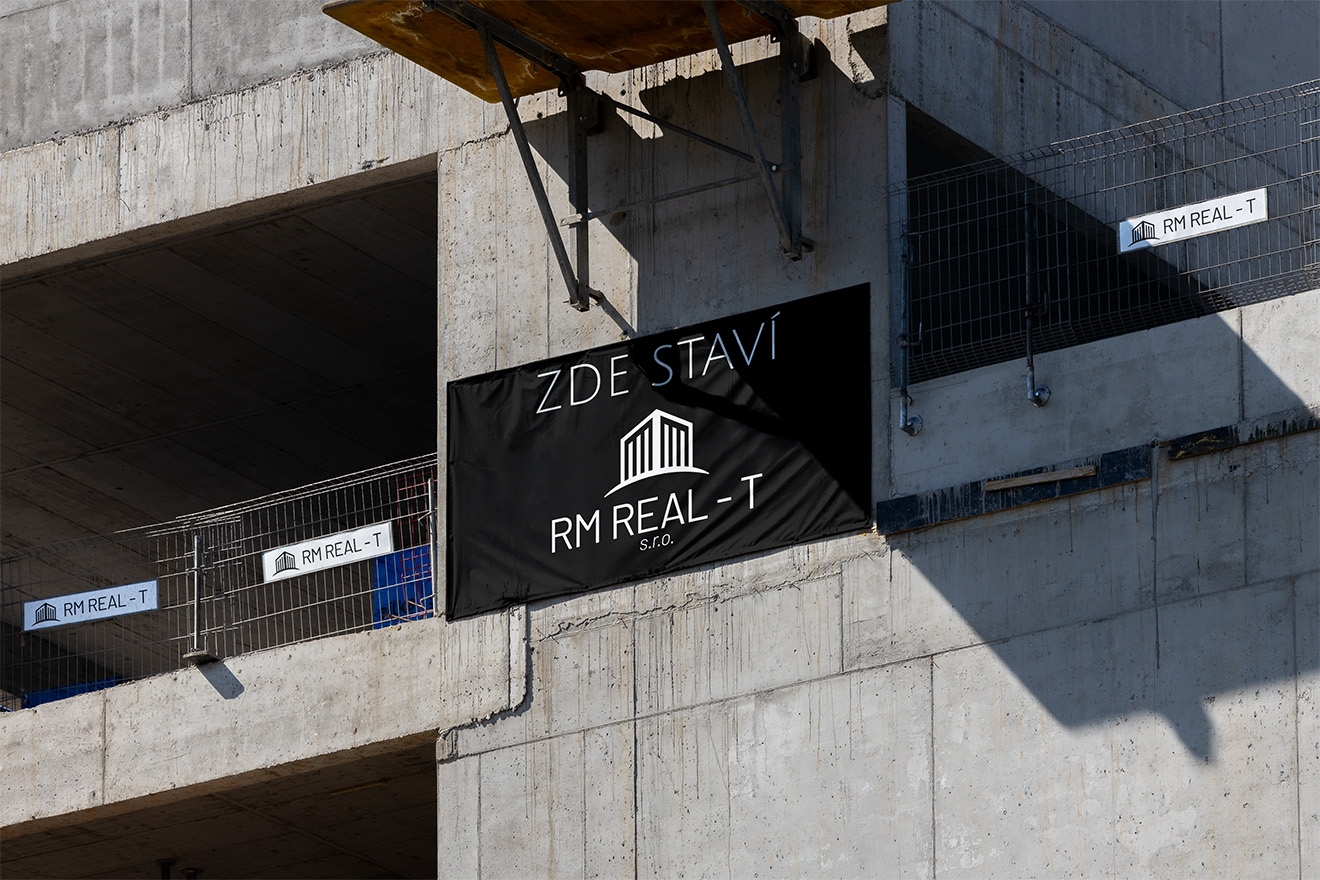 RM REAL - T
ZDE STAVÍ
RM REAL - T
s.r.o.
RM REAL - T
RM REAL - T